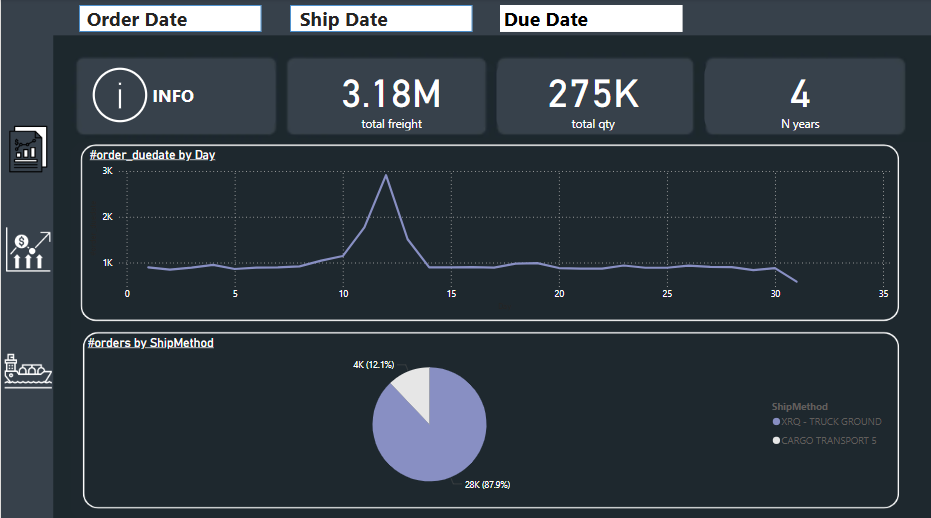 Order Date
Ship Date
Due Date
INFO
3.18M
total freight
275K
total qty
4
N years
#order_duedate by Day
3K
2K
1K
0 5 10 15 20 25 30 35
#orders by ShipMethod
4K (12.1%)
28K (87.9%)
ShipMethod
XRQ - TRUCK GROUND
CARGO TRANSPORT 5